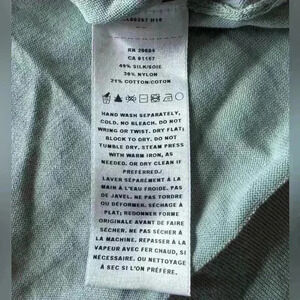 RN 20684
CA 01157
49% SILK/SOIE
30% NYLON
21% COTTON/COTON
HAND WASH SEPARATELY,
COLD. NO BLEACH. DO NOT
WRING OR TWIST. DRY FLAT;
BLOCK TO DRY. DO NOT
TUMBLE DRY. STEAM PRESS
WITH WARM IRON, AS
NEEDED. OR DRY CLEAN IF
PREFERRED./
LAVER SÉPARÉMENT À LA
MAIN À L'EAU FROIDE. PAS
DE JAVEL. NE PAS TORDRE
OU DÉFORMER. SÉCHAGE À
PLAT; REDONNER FORME
ORIGINALE AVANT DE FAIRE
SÉCHER. NE PAS SÉCHER À
LA MACHINE. REPASSER À LA
VAPEUR AVEC FER CHAUD, SI
NÉCESSAIRE. OU NETTOYAGE
À SEC SI L'ON PRÉFÈRE.